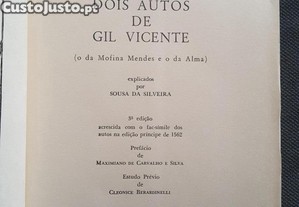 CustoJusto.pt
DOIS AUTOS
DE
GIL VICENTE
(o da Mofina Mendes e o da Alma)
explicados
por
SOUSA DA SILVEIRA
3ª edição
acrescida com o fac-símile dos
autos na edição príncipe de 1562
Prefácio
de
MAXIMIANO DE CARVALHO E SILVA
Estudo Prévio
de
CLEONICE BERARDINELLI